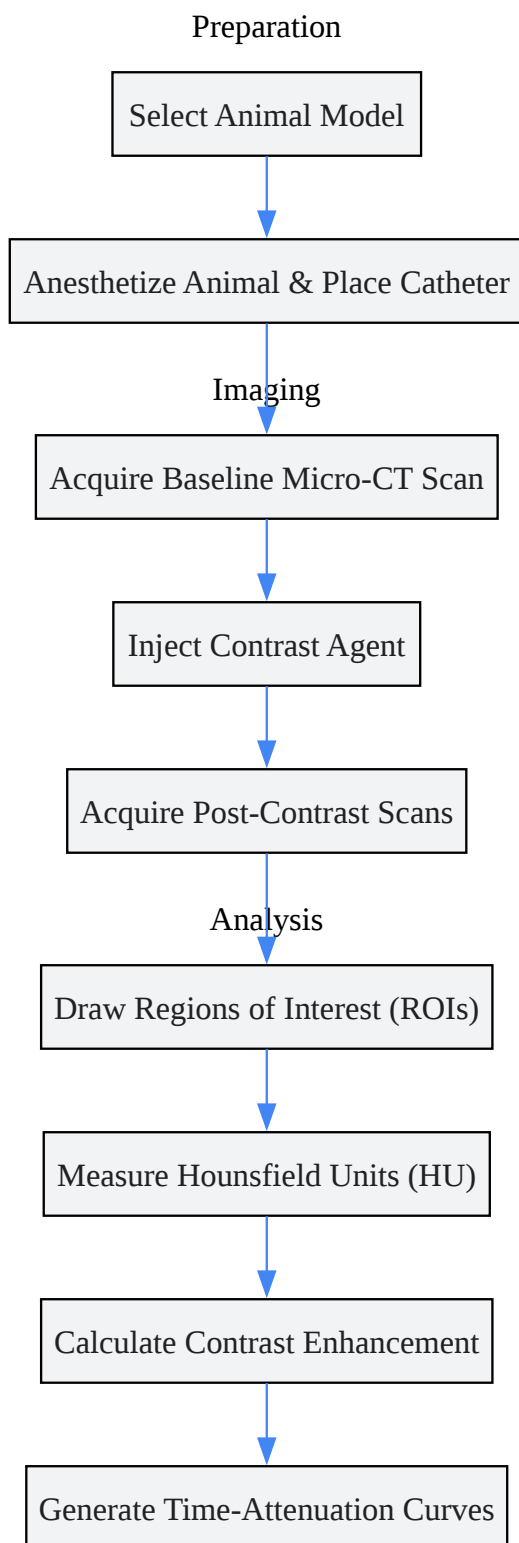 Preparation
Select Animal Model
Anesthetize Animal & Place Catheter
Imaging
Acquire Baseline Micro-CT Scan
Inject Contrast Agent
Acquire Post-Contrast Scans
Analysis
Draw Regions of Interest (ROIs)
Measure Hounsfield Units (HU)
Calculate Contrast Enhancement
Generate Time-Attenuation Curves